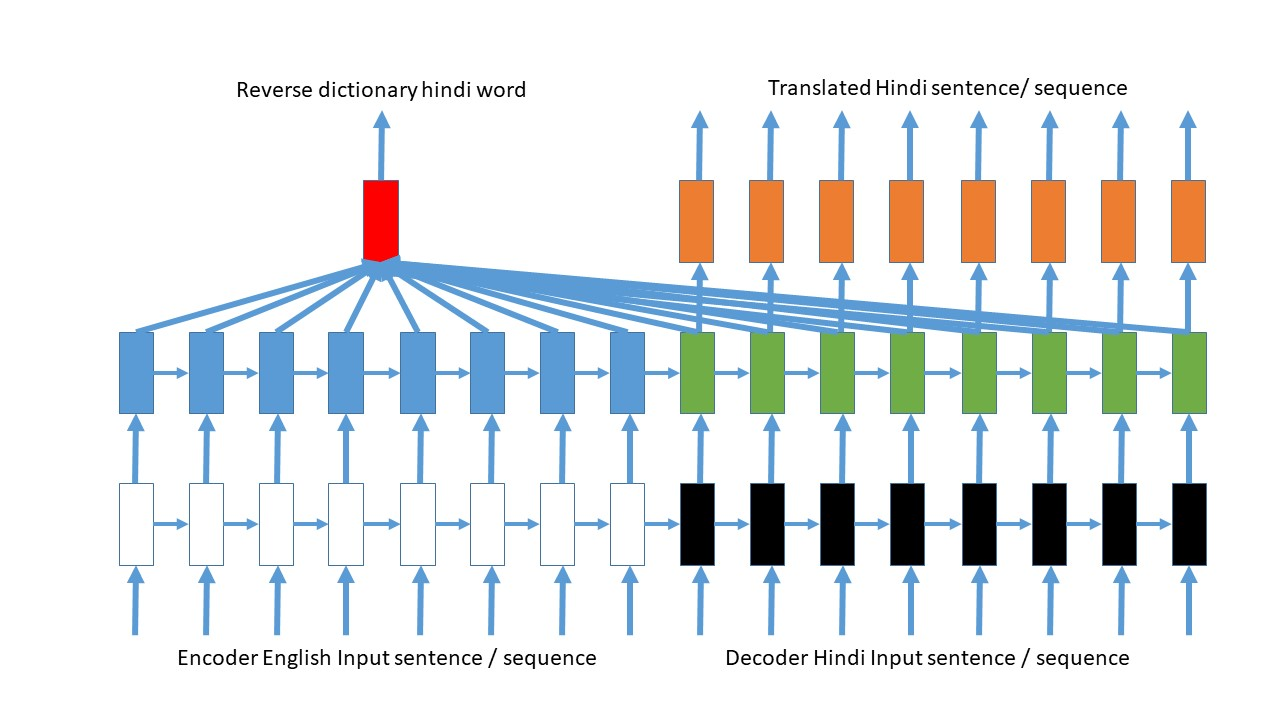 Reverse dictionary hindi word
Translated Hindi sentence/ sequence
Encoder English Input sentence / sequence
Decoder Hindi Input sentence / sequence